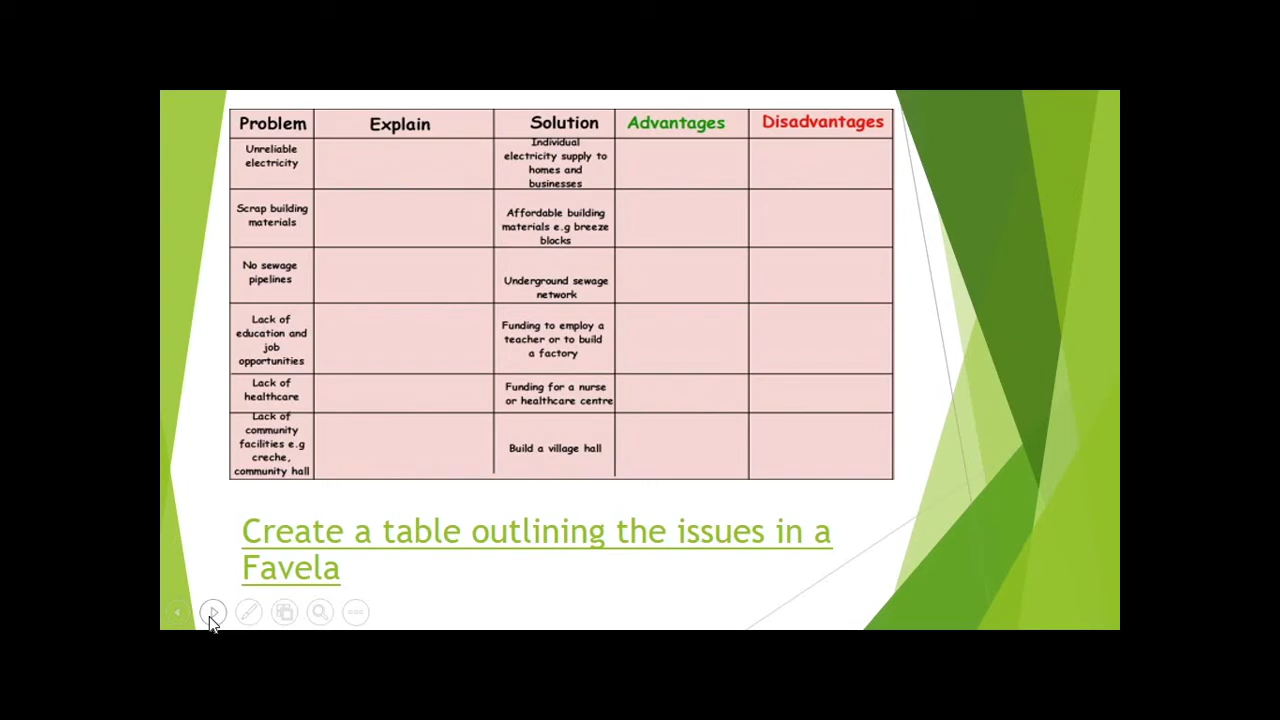 Problem Explain Solution Advantages Disadvantages
Unreliable
electricity
Individual
electricity supply to
homes and
businesses
Scrap building
materials
Affordable building
materials e.g breeze
blocks
No sewage
pipelines
Underground sewage
network
Lack of
education and
job
opportunities
Funding to employ a
teacher or to build
a factory
Lack of
healthcare
Funding for a nurse
or healthcare centre
Lack of
community
facilities e.g
creche,
community hall
Build a village hall
Create a table outlining the issues in a
Favela